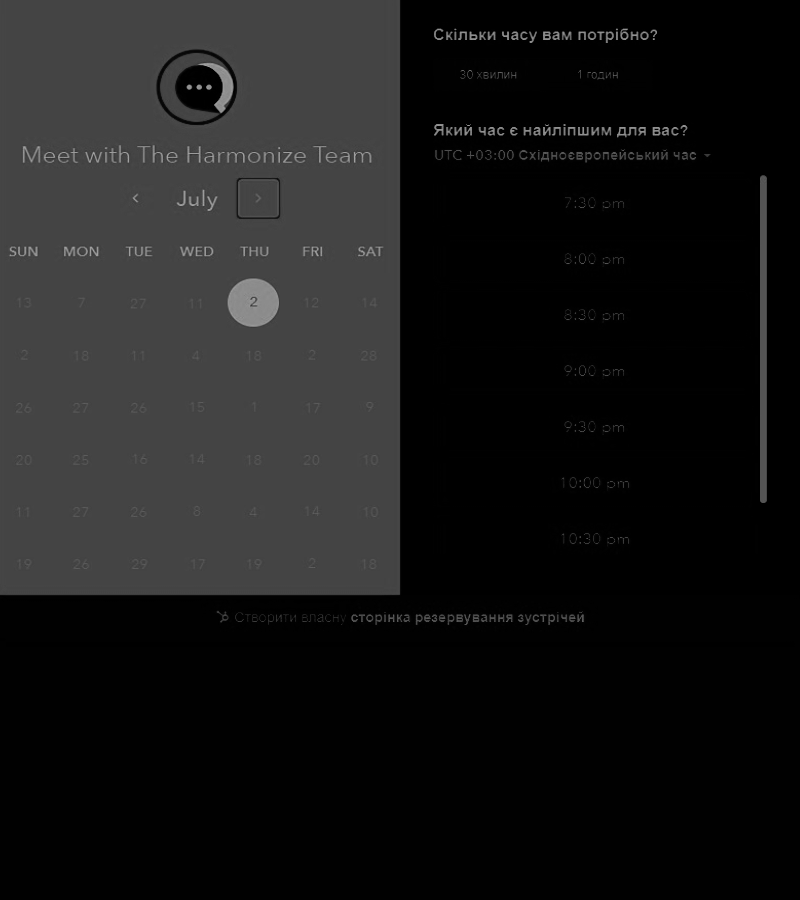 Meet with The Harmonize Team
July
SUN MON TUE WED THU FRI SAT
13 7 27 11 2 12 14
2 18 11 4 18 2 28
26 27 26 15 1 17 9
20 25 16 14 18 20 10
11 27 26 8 4 14 10
19 26 29 17 19 2 18
Скільки часу вам потрібно?
30 хвилин 1 годин
Який час є найліпшим для вас?
UTC +03:00 Східноєвропейський час
7:30 pm
8:00 pm
8:30 pm
9:00 pm
9:30 pm
10:00 pm
10:30 pm
Створити власну сторінка резервування зустрічей